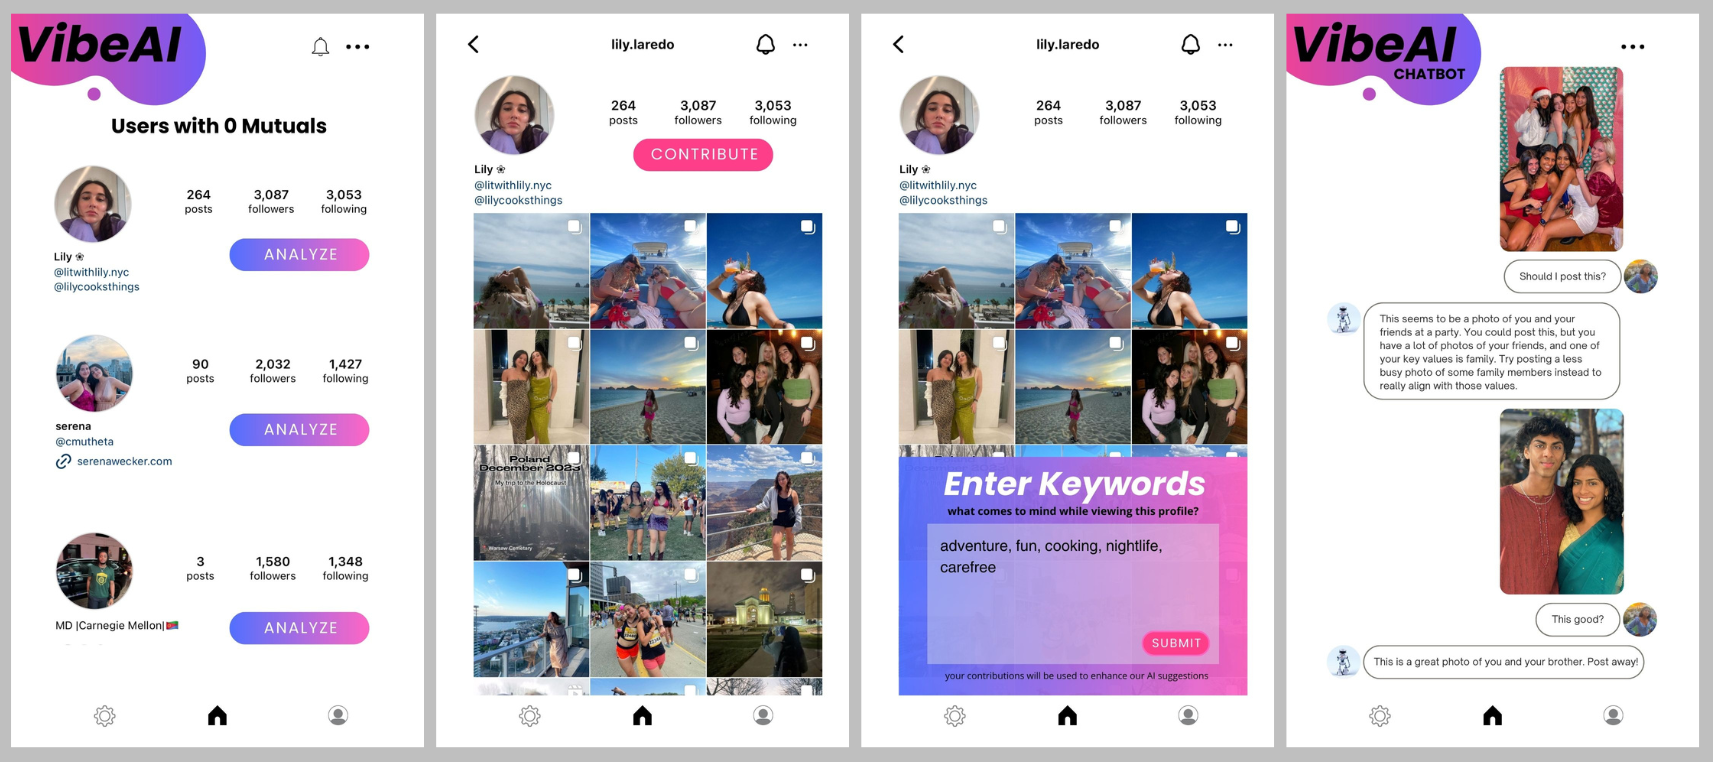 VibeAI
Users with 0 Mutuals
264 3,087 3,053
posts followers following
ANALYZE
Lily ❀
@litwithlily.nyc
@lilycooksthings
90 2,032 1,427
posts followers following
ANALYZE
serena
@cmutheta
serenawecker.com
3 1,580 1,348
posts followers following
MD |Carnegie Mellon|🇪🇷
ANALYZE
lily.laredo
264 3,087 3,053
posts followers following
CONTRIBUTE
Lily ❀
@litwithlily.nyc
@lilycooksthings
Poland
December 2023
My trip to the Holocaust
Warsaw Cemetery
lily.laredo
264 3,087 3,053
posts followers following
Lily ❀
@litwithlily.nyc
@lilycooksthings
Enter Keywords
what comes to mind while viewing this profile?
adventure, fun, cooking, nightlife,
carefree
SUBMIT
your contributions will be used to enhance our AI suggestions
VibeAI
CHATBOT
Should I post this?
This seems to be a photo of you and your
friends at a party. You could post this, but you
have a lot of photos of your friends, and one of
your key values is family. Try posting a less
busy photo of some family members instead to
really align with those values.
This good?
This is a great photo of you and your brother. Post away!